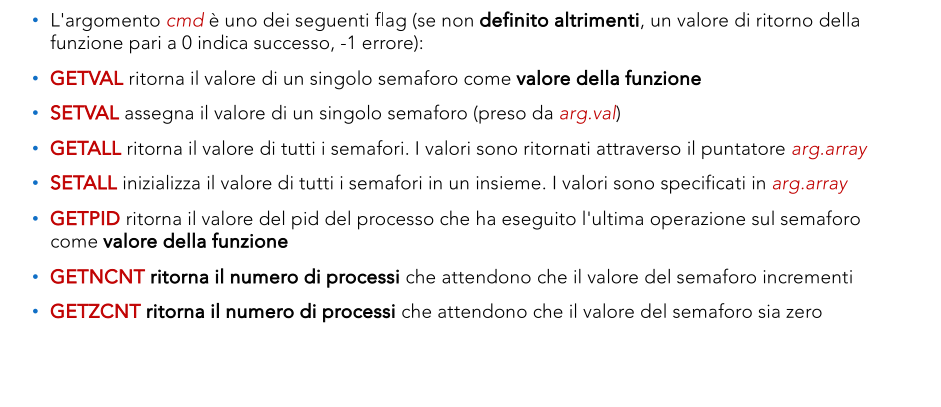 • L'argomento cmd è uno dei seguenti flag (se non definito altrimenti, un valore di ritorno della
funzione pari a 0 indica successo, -1 errore):
• GETVAL ritorna il valore di un singolo semaforo come valore della funzione
• SETVAL assegna il valore di un singolo semaforo (preso da arg.val)
• GETALL ritorna il valore di tutti i semafori. I valori sono ritornati attraverso il puntatore arg.array
• SETALL inizializza il valore di tutti i semafori in un insieme. I valori sono specificati in arg.array
• GETPID ritorna il valore del pid del processo che ha eseguito l'ultima operazione sul semaforo
come valore della funzione
• GETNCNT ritorna il numero di processi che attendono che il valore del semaforo incrementi
• GETZCNT ritorna il numero di processi che attendono che il valore del semaforo sia zero